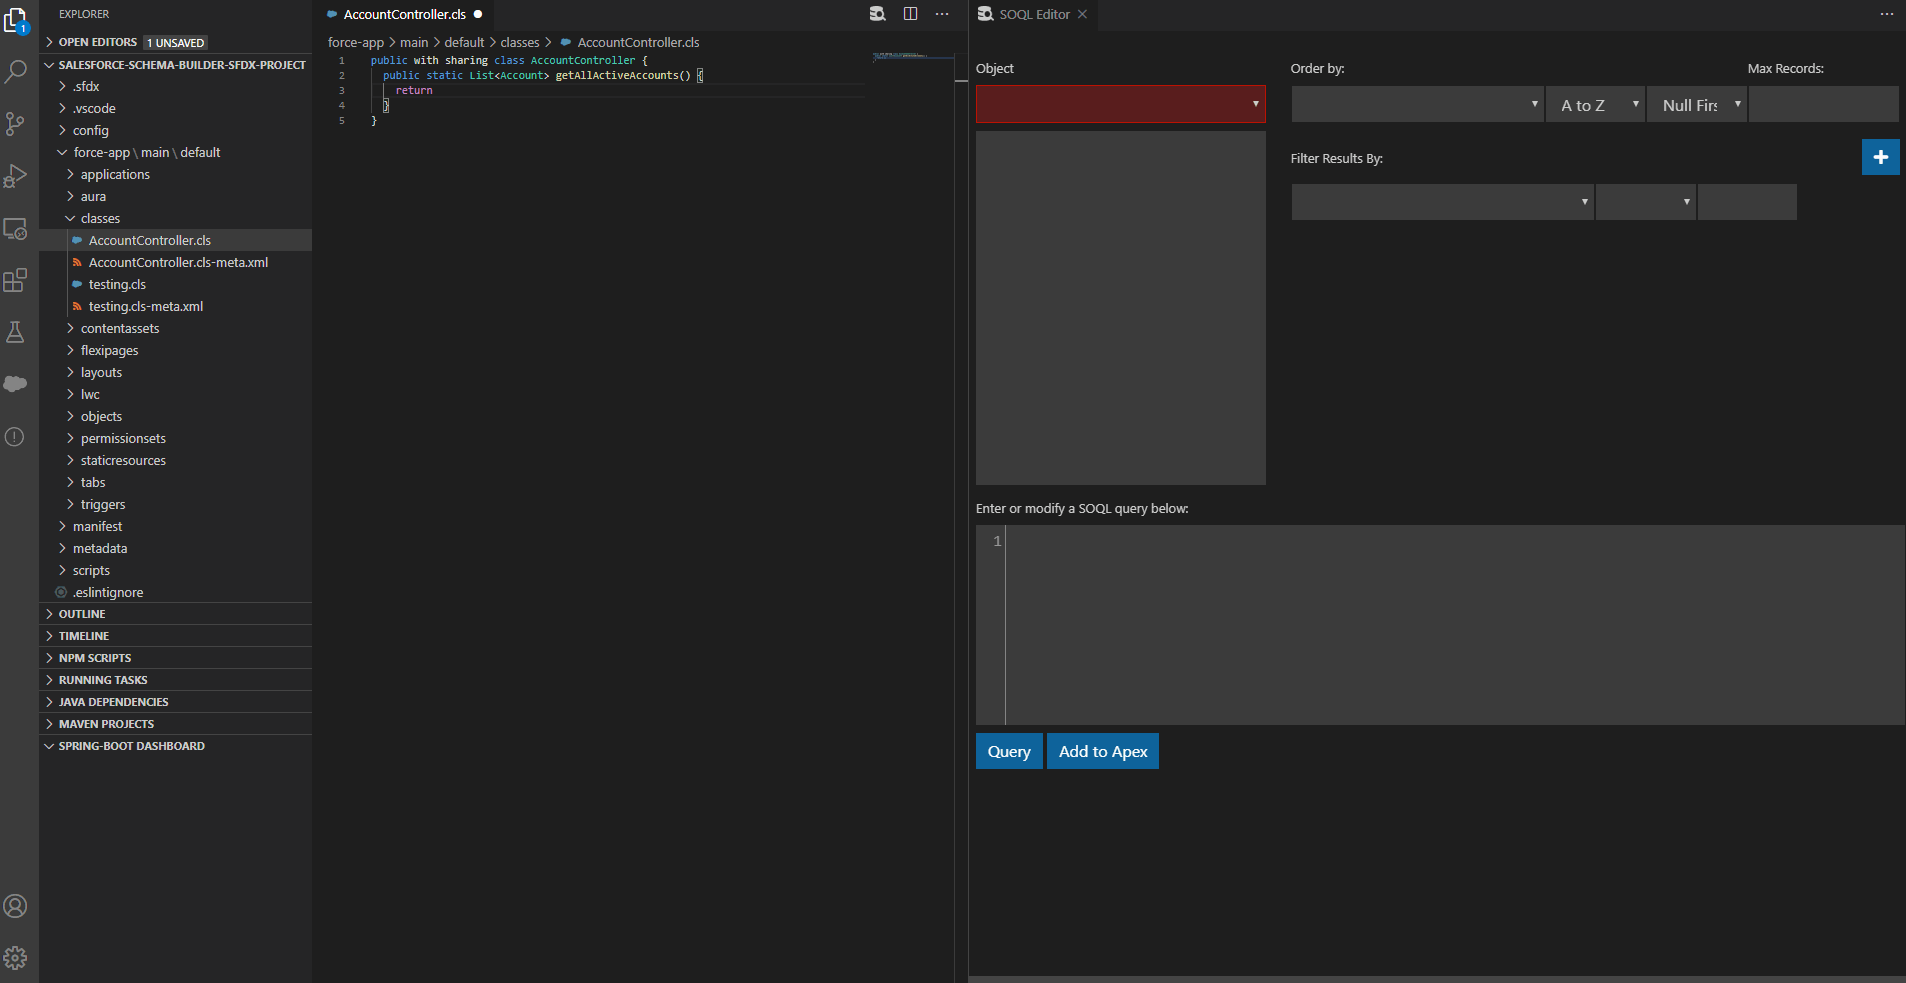 1
EXPLORER
OPEN EDITORS 1 UNSAVED
SALESFORCE-SCHEMA-BUILDER-SFDX-PROJECT
.sfdx
.vscode
config
force-app \ main \ default
applications
aura
classes
AccountController.cls
AccountController.cls-meta.xml
testing.cls
testing.cls-meta.xml
contentassets
flexipages
layouts
lwc
objects
permissionsets
staticresources
tabs
triggers
manifest
metadata
scripts
.eslintignore
OUTLINE
TIMELINE
NPM SCRIPTS
RUNNING TASKS
JAVA DEPENDENCIES
MAVEN PROJECTS
SPRING-BOOT DASHBOARD
AccountController.cls
force-app > main > default > classes > AccountController.cls
1 public with sharing class AccountController {
2 public static List<Account> getAllActiveAccounts() {
3 return
4 }
5 }
SOQL Editor
Object
Order by:
Max Records:
A to Z
Null Firs
Filter Results By:
Enter or modify a SOQL query below:
1
Query
Add to Apex